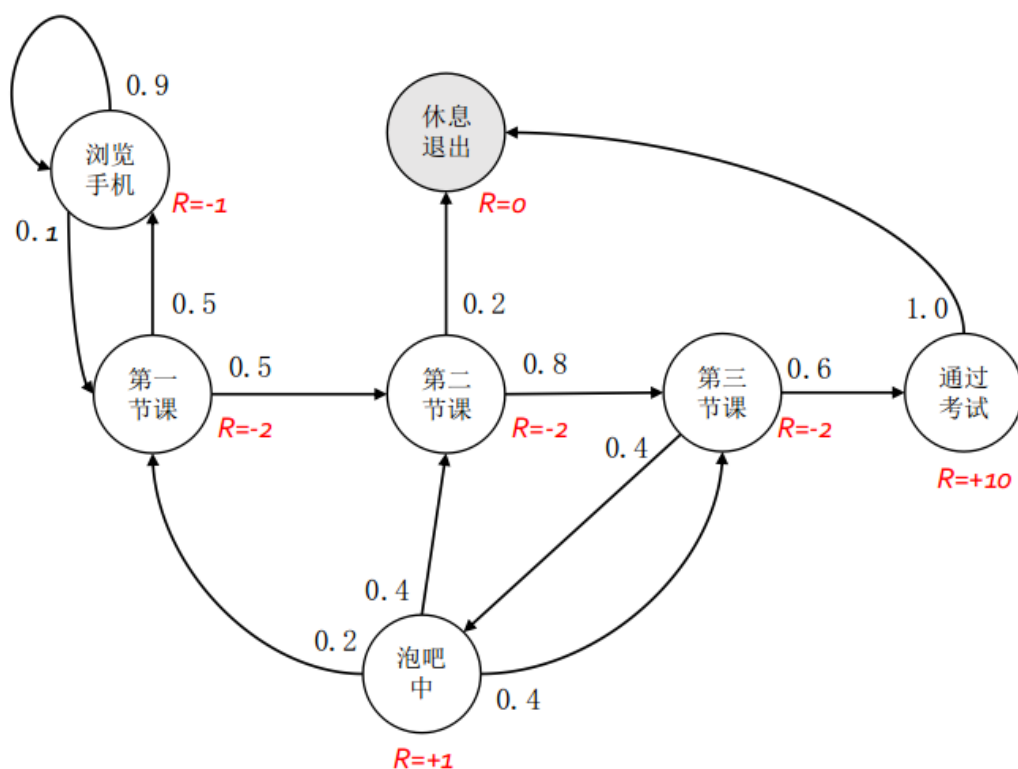 0.9
浏览
手机
R=-1
0.1
休息
退出
R=0
0.5
0.2
1.0
第一
节课
0.5
R=-2
第二
节课
0.8
R=-2
第三
节课
0.6
R=-2
通过
考试
R=+10
0.4
0.4
0.2
泡吧
中
0.4
R=+1